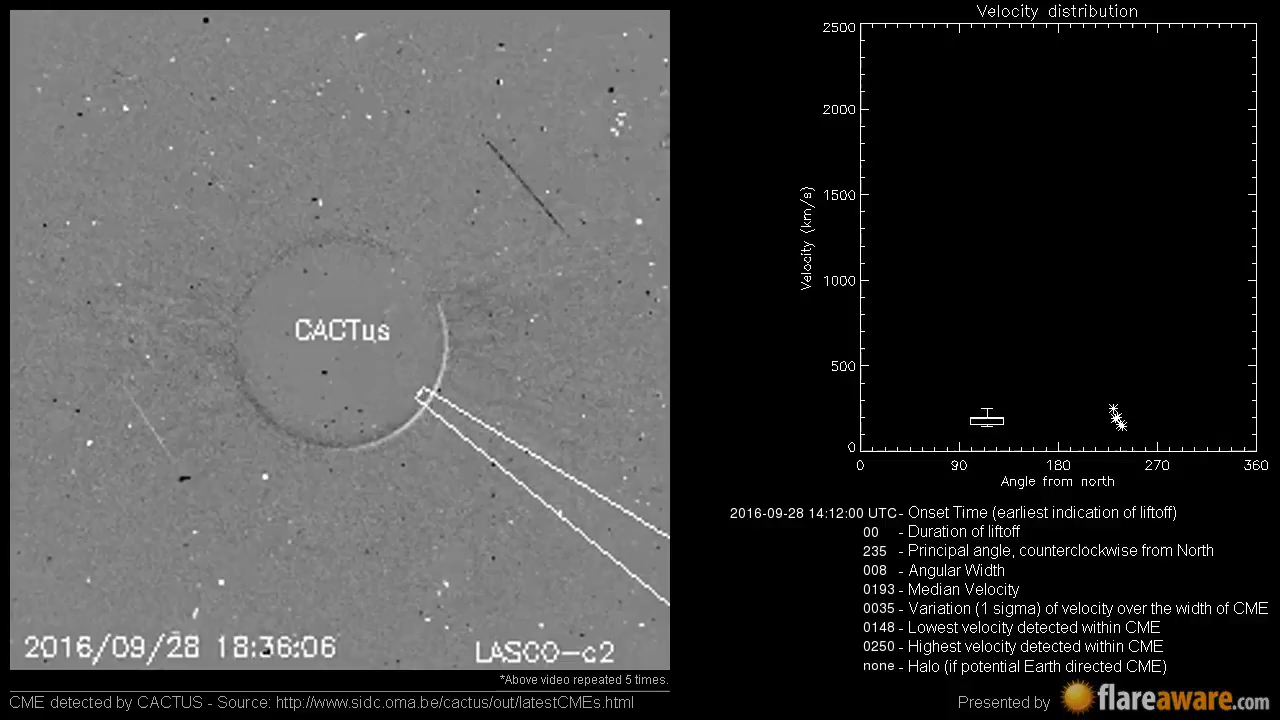 CACTus
2016/09/28 18:36:06
LASCO-c2
*Above video repeated 5 times.
CME detected by CACTUS - Source: http://www.sidc.oma.be/cactus/out/latestCMEs.html
Velocity distribution
Velocity (km/s)
2500
2000
1500
1000
500
0
0 90 180 270 360
Angle from north
2016-09-28 14:12:00 UTC - Onset Time (earliest indication of liftoff)
00 - Duration of liftoff
235 - Principal angle, counterclockwise from North
008 - Angular Width
0193 - Median Velocity
0035 - Variation (1 sigma) of velocity over the width of CME
0148 - Lowest velocity detected within CME
0250 - Highest velocity detected within CME
none - Halo (if potential Earth directed CME)
Presented by flareaware.com